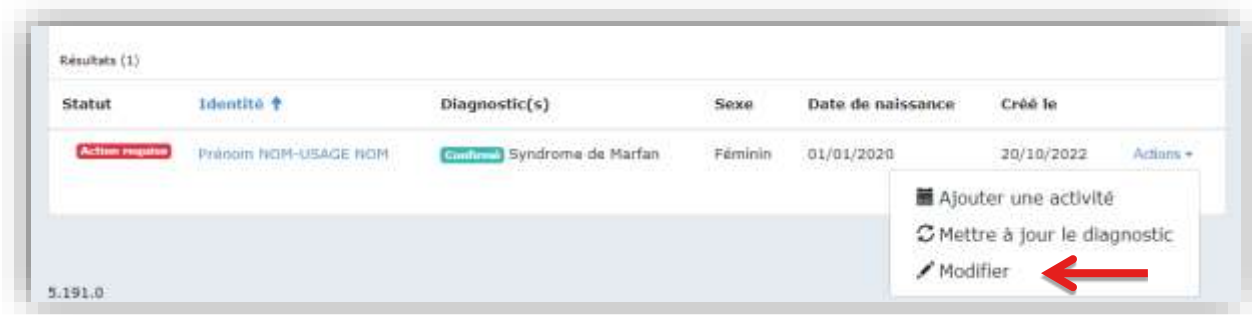 Résultats (1)
Statut Identité Diagnostic(s) Sexe Date de naissance Créé le
Action requise Prénom NOM-USAGE NOM Confirmé Syndrome de Marfan Féminin 01/01/2020 20/10/2022 Actions
Ajouter une activité
Mettre à jour le diagnostic
Modifier
5.191.0